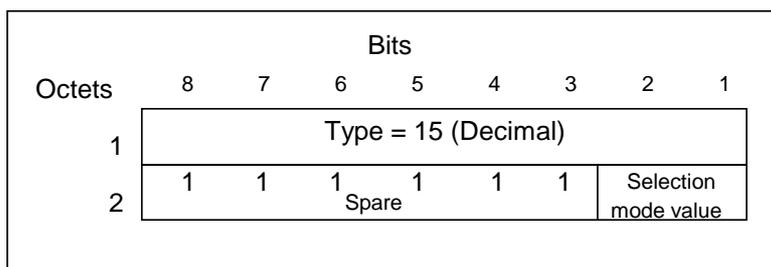 Bits
Octets 8 7 6 5 4 3 2 1
1 Type = 15 (Decimal)
2 1 1 1 1 1 1 Selection
Spare mode value